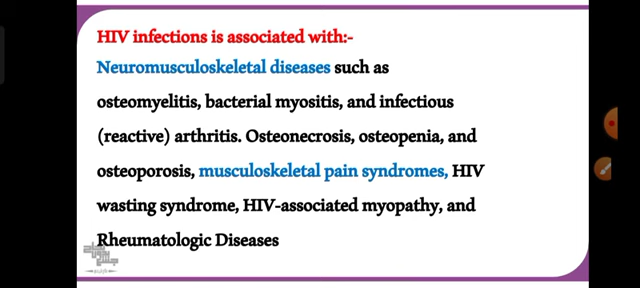 HIV infections is associated with:-
Neuromusculoskeletal diseases such as
osteomyelitis, bacterial myositis, and infectious
(reactive) arthritis. Osteonecrosis, osteopenia, and
osteoporosis, musculoskeletal pain syndromes, HIV
wasting syndrome, HIV-associated myopathy, and
Rheumatologic Diseases